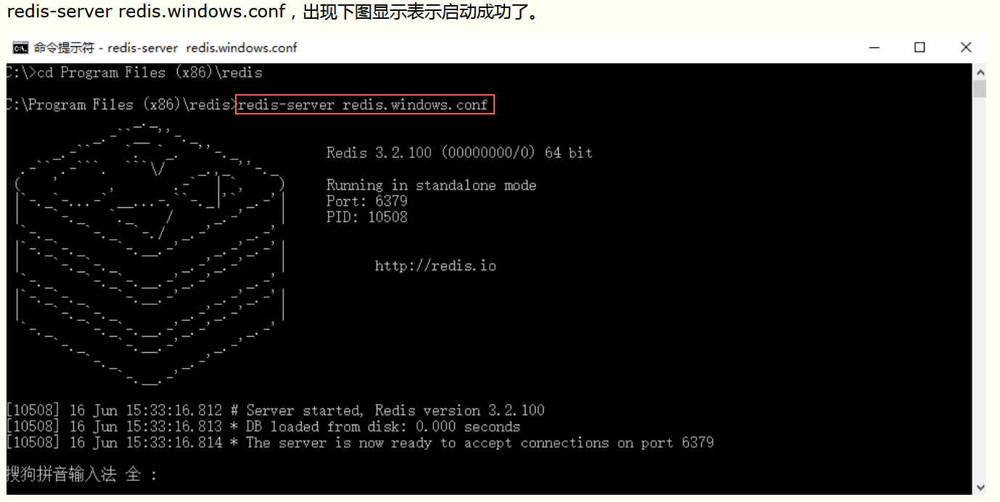 redis-server redis.windows.conf，出现下图显示表示启动成功了。
命令提示符 - redis-server  redis.windows.conf
C:\>cd Program Files (x86)\redis
C:\Program Files (x86)\redis>redis-server redis.windows.conf
Redis 3.2.100 (00000000/0) 64 bit
Running in standalone mode
Port: 6379
PID: 10508
http://redis.io
[10508] 16 Jun 15:33:16.812 # Server started, Redis version 3.2.100
[10508] 16 Jun 15:33:16.813 * DB loaded from disk: 0.000 seconds
[10508] 16 Jun 15:33:16.814 * The server is now ready to accept connections on port 6379
搜狗拼音输入法 全 :